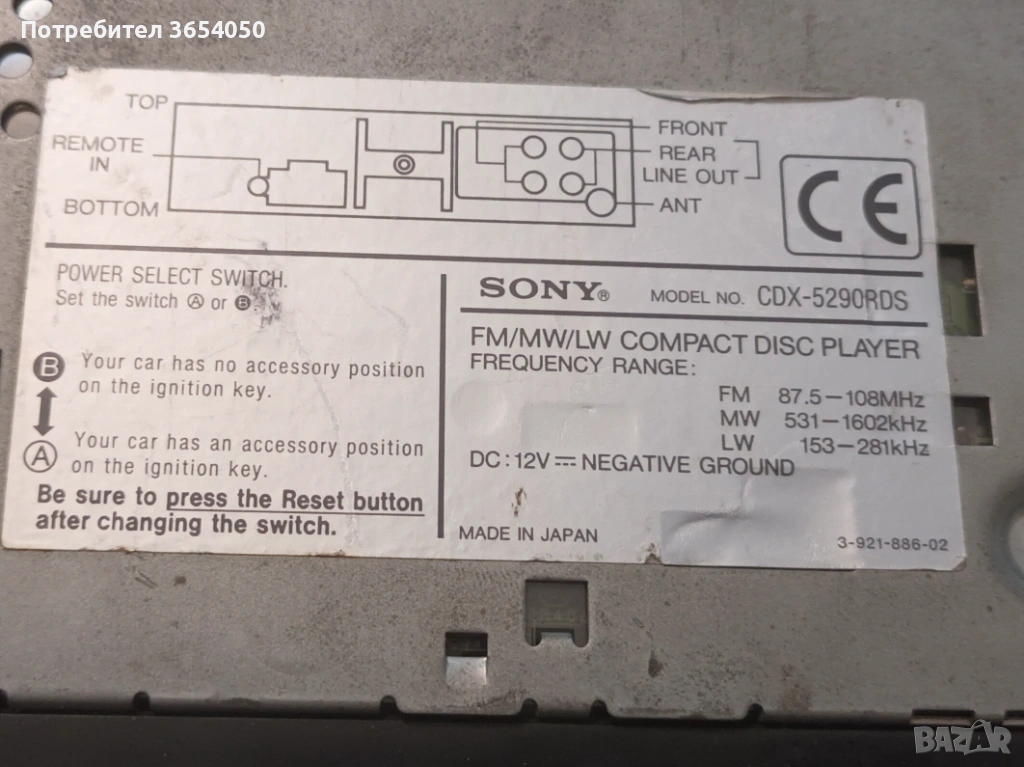 Потребител 3654050
TOP
REMOTE
IN
BOTTOM
FRONT
REAR
LINE OUT
ANT
CE
POWER SELECT SWITCH.
Set the switch Ⓐ or Ⓑ.
Ⓑ Your car has no accessory position
on the ignition key.
Ⓐ Your car has an accessory position
on the ignition key.
Be sure to press the Reset button
after changing the switch.
SONY® MODEL NO. CDX-5290RDS
FM/MW/LW COMPACT DISC PLAYER
FREQUENCY RANGE:
FM 87.5—108MHz
MW 531—1602kHz
LW 153—281kHz
DC:12V⎓NEGATIVE GROUND
MADE IN JAPAN
3-921-886-02
BAZAR